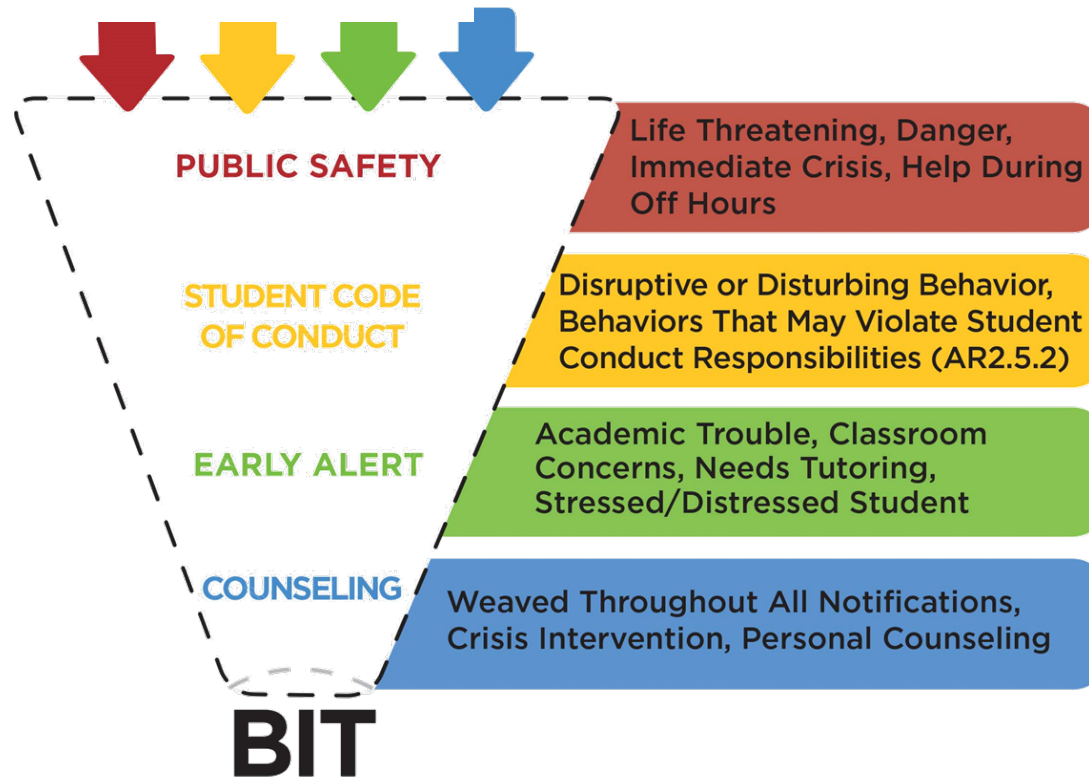 PUBLIC SAFETY
Life Threatening, Danger,
Immediate Crisis, Help During
Off Hours
STUDENT CODE
OF CONDUCT
Disruptive or Disturbing Behavior,
Behaviors That May Violate Student
Conduct Responsibilities (AR2.5.2)
EARLY ALERT
Academic Trouble, Classroom
Concerns, Needs Tutoring,
Stressed/Distressed Student
COUNSELING
Weaved Throughout All Notifications,
Crisis Intervention, Personal Counseling
BIT